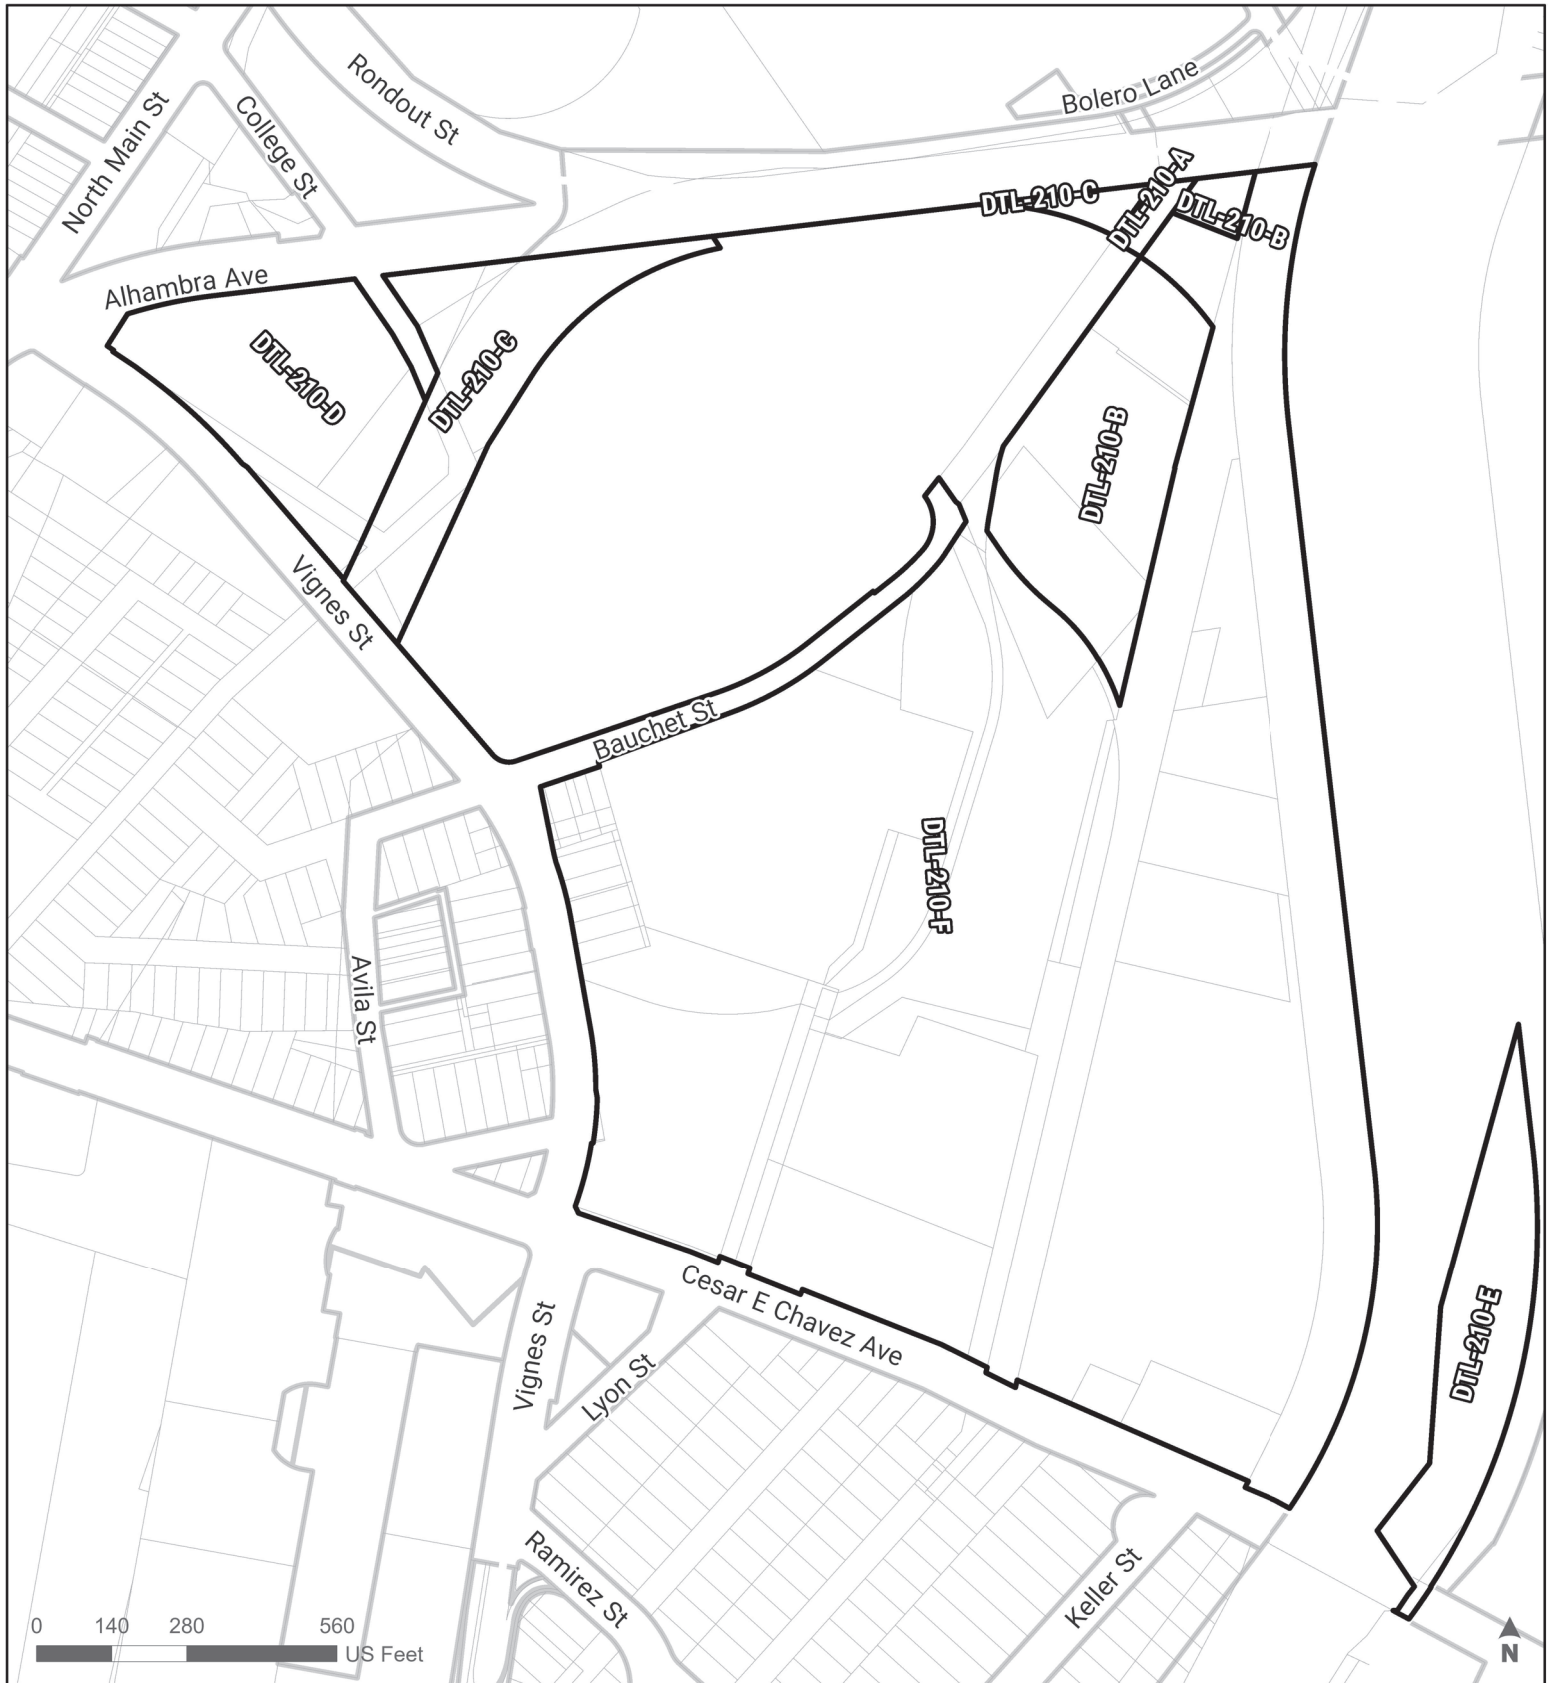 Rondout St
Bolero Lane
North Main St
College St
DTL-210-A
DTL-210-C
DTL-210-B
Alhambra Ave
DTL-210-D
DTL-210-C
DTL-210-B
Vignes St
Bauchet St
DTL-210-F
Avila St
Cesar E Chavez Ave
DTL-210-E
Vignes St
Lyon St
Ramirez St
Keller St
0 140 280 560
US Feet
N